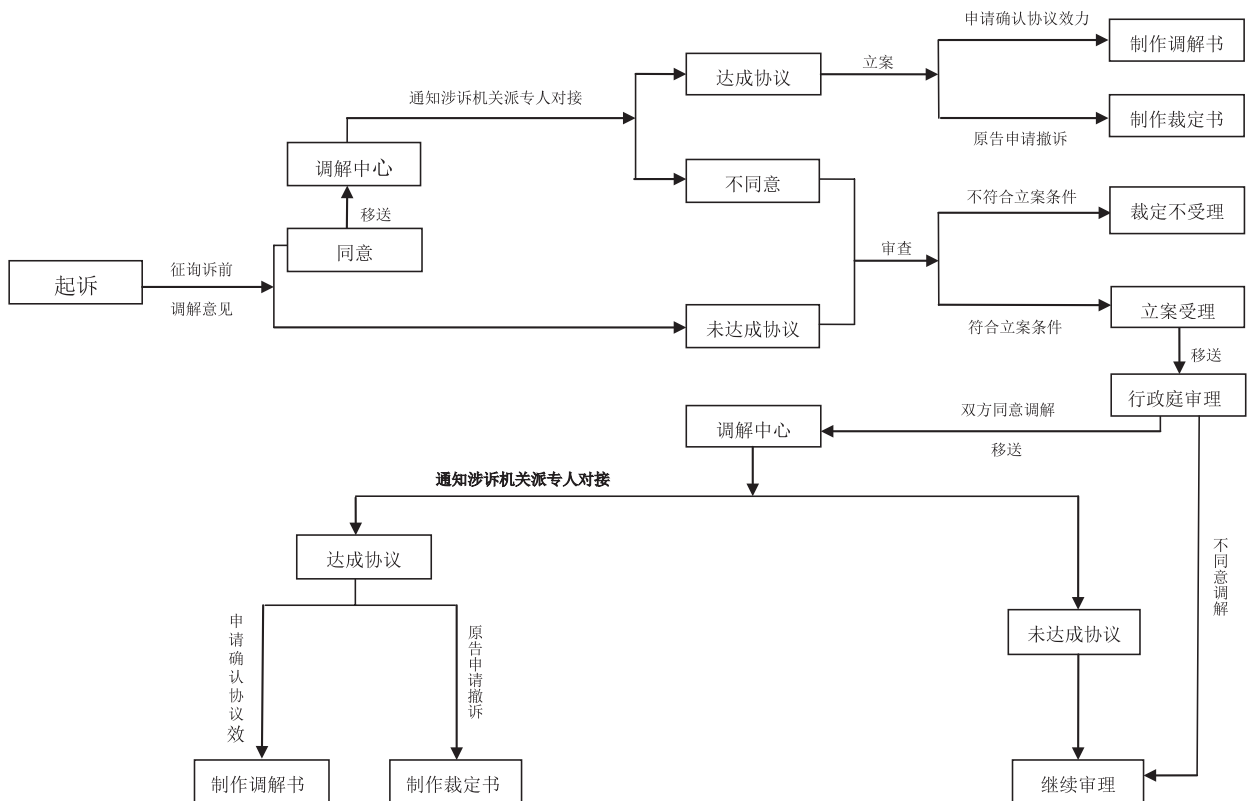 申请确认协议效力
制作调解书
立案
达成协议
通知涉诉机关派专人对接
制作裁定书
原告申请撤诉
调解中心
不同意
不符合立案条件
移送
裁定不受理
同意
审查
征询诉前
起诉
调解意见
立案受理
未达成协议
符合立案条件
移送
行政庭审理
双方同意调解
调解中心
移送
通知涉诉机关派专人对接
达成协议
不同意调解
申请确认协议效
原告申请撤诉
未达成协议
制作调解书
制作裁定书
继续审理